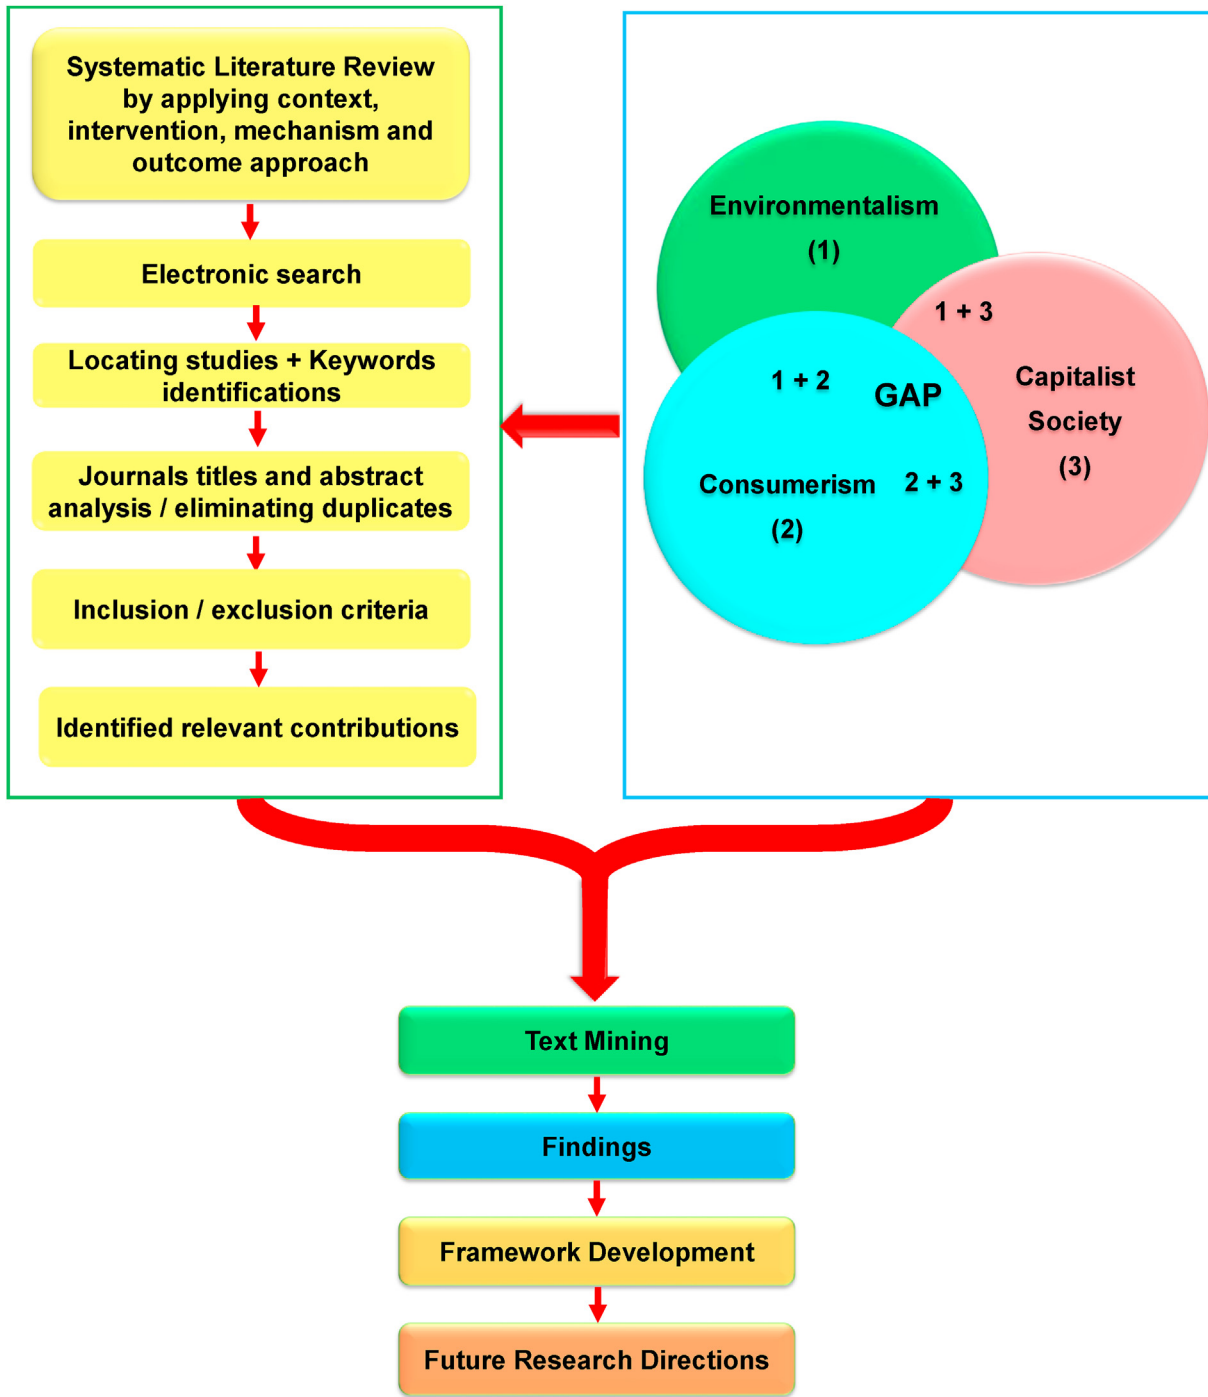 Systematic Literature Review
by applying context,
intervention, mechanism and
outcome approach
Electronic search
Locating studies + Keywords
identifications
Journals titles and abstract
analysis / eliminating duplicates
Inclusion / exclusion criteria
Identified relevant contributions
Environmentalism
(1)
1 + 3
1 + 2
GAP
Capitalist
Society
(3)
Consumerism
(2)
2 + 3
Text Mining
Findings
Framework Development
Future Research Directions